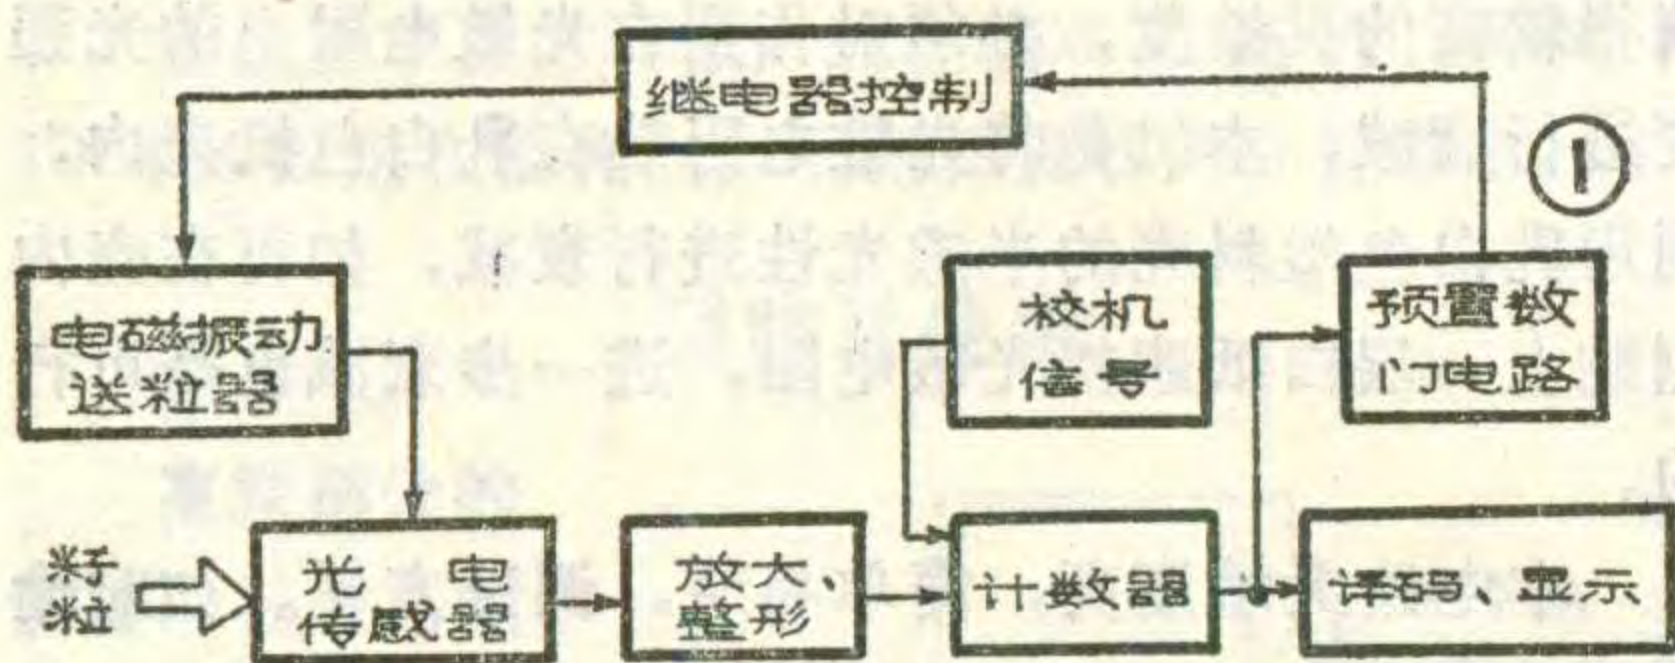 继电器控制
①
电磁振动
送粒器
校机
信号
预置数
门电路
籽
粒
光电
传感器
放大、
整形
计数器
译码、显示